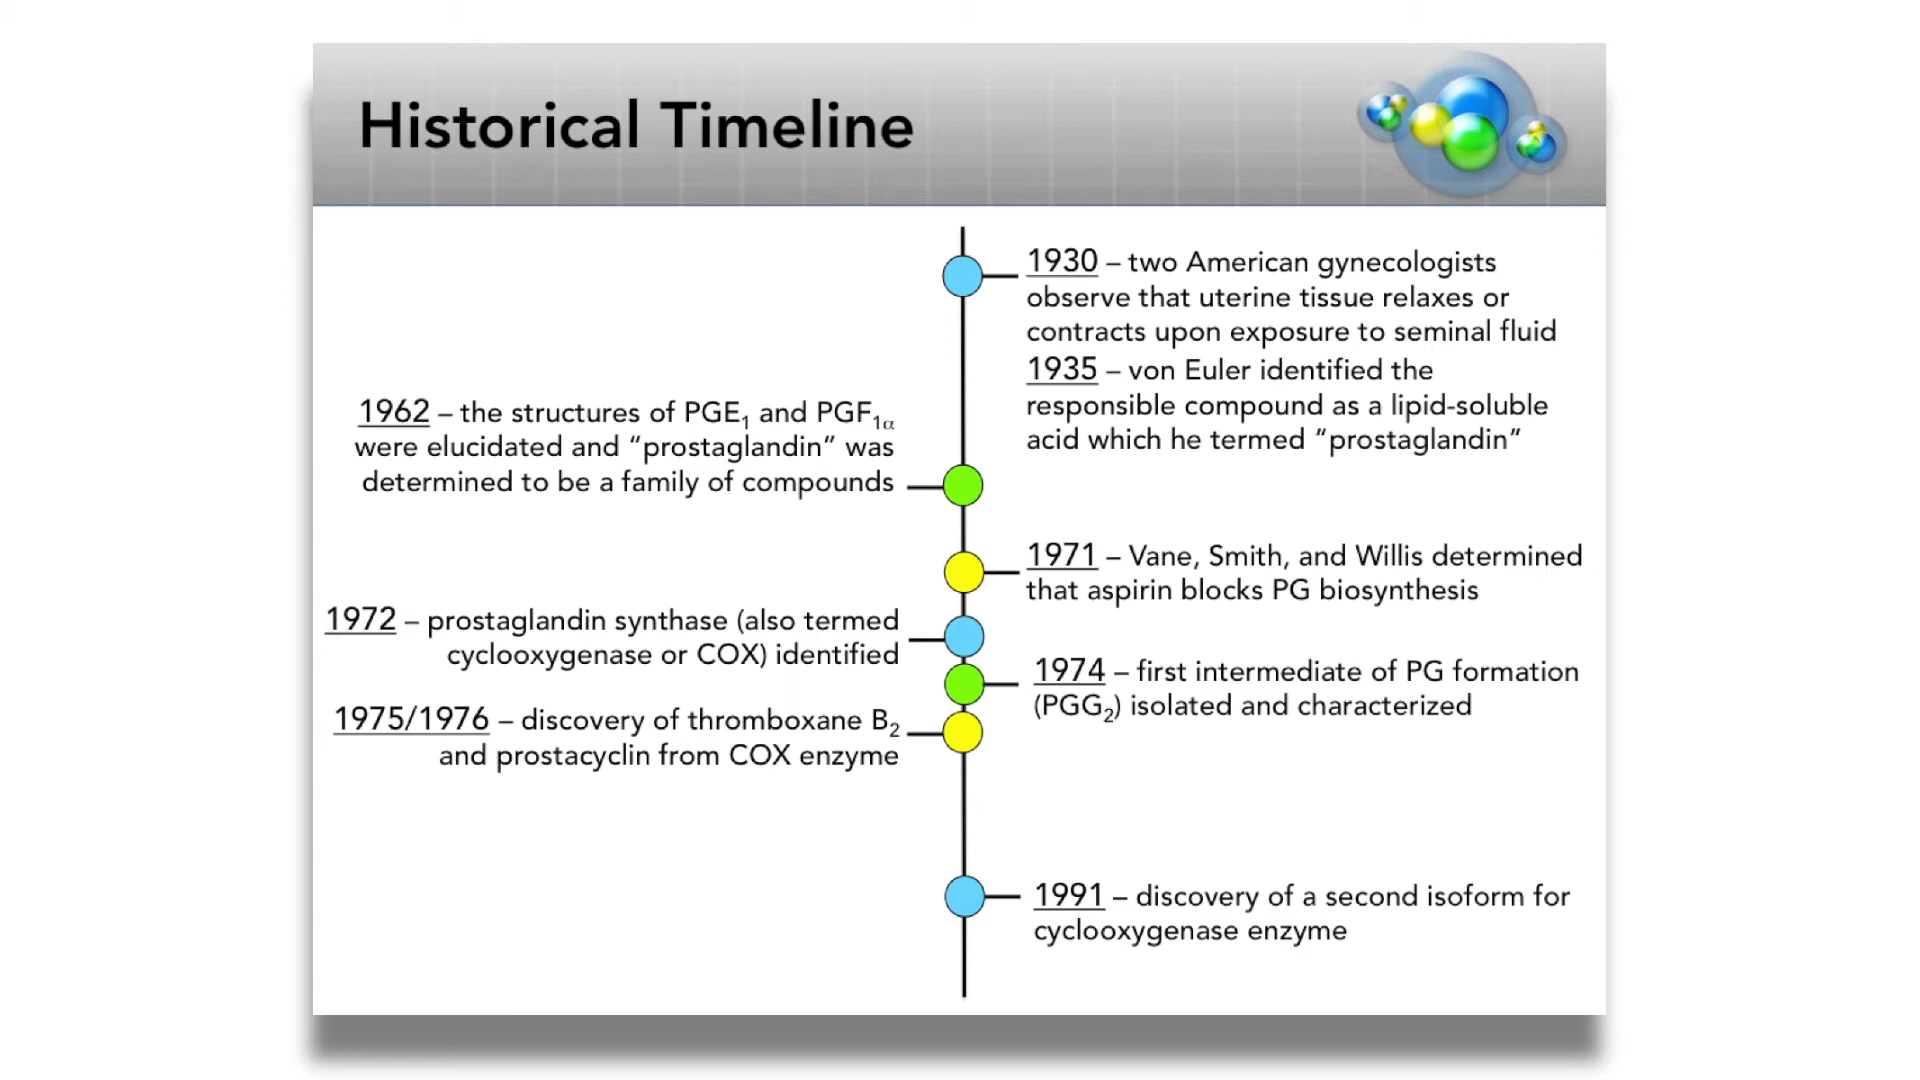 Historical Timeline
1930 – two American gynecologists
observe that uterine tissue relaxes or
contracts upon exposure to seminal fluid
1935 – von Euler identified the
responsible compound as a lipid-soluble
acid which he termed “prostaglandin”
1962 – the structures of PGE1 and PGF1α
were elucidated and “prostaglandin” was
determined to be a family of compounds
1971 – Vane, Smith, and Willis determined
that aspirin blocks PG biosynthesis
1972 – prostaglandin synthase (also termed
cyclooxygenase or COX) identified
1974 – first intermediate of PG formation
(PGG2) isolated and characterized
1975/1976 – discovery of thromboxane B2
and prostacyclin from COX enzyme
1991 – discovery of a second isoform for
cyclooxygenase enzyme